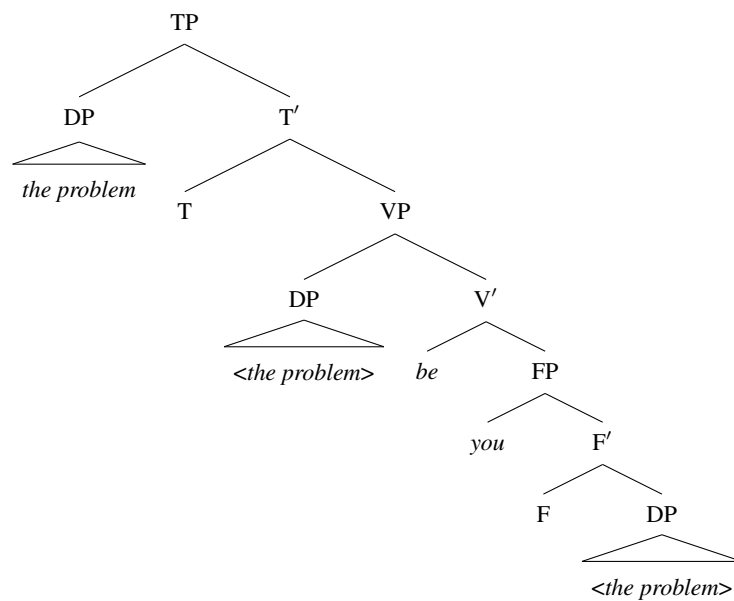 TP
DP T′
the problem
T VP
DP V′
<the problem> be FP
you F′
F DP
<the problem>